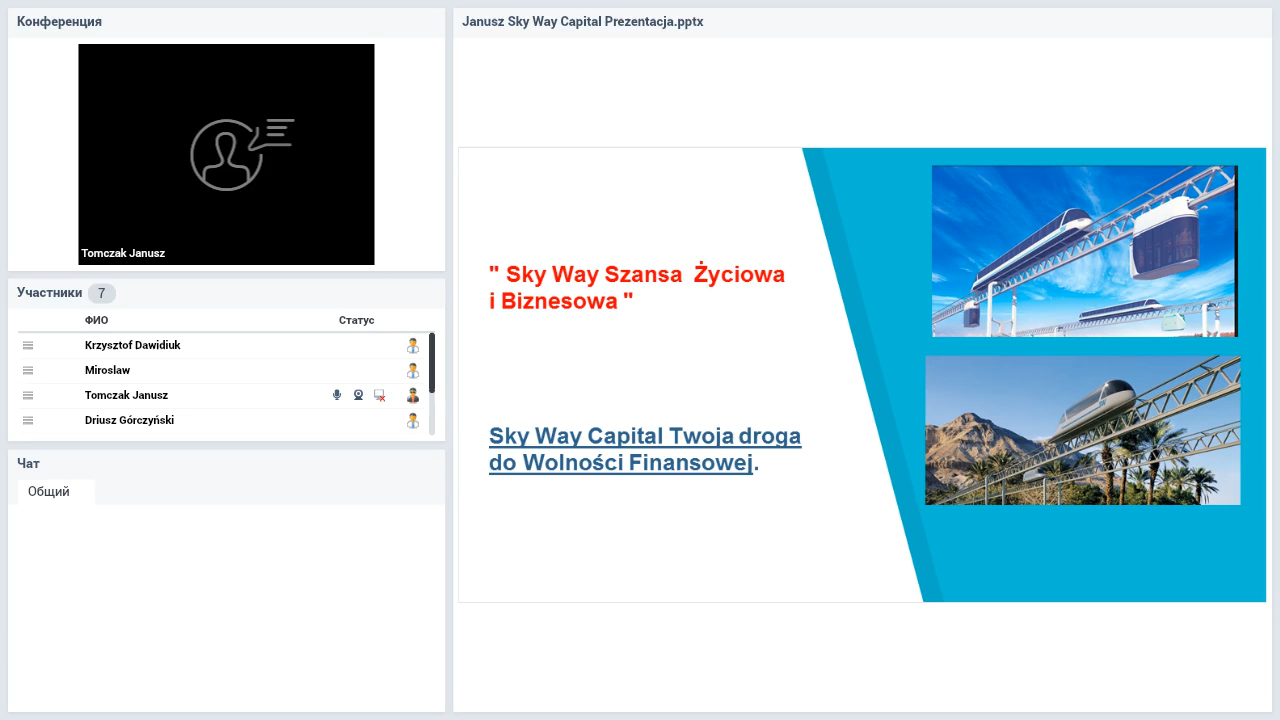 Конференция
Tomczak Janusz
Участники 7
ФИО Статус
Krzysztof Dawidiuk
Miroslaw
Tomczak Janusz
Driusz Górczyński
Чат
Общий
Janusz Sky Way Capital Prezentacja.pptx
" Sky Way Szansa Życiowa
i Biznesowa "
Sky Way Capital Twoja droga
do Wolności Finansowej.